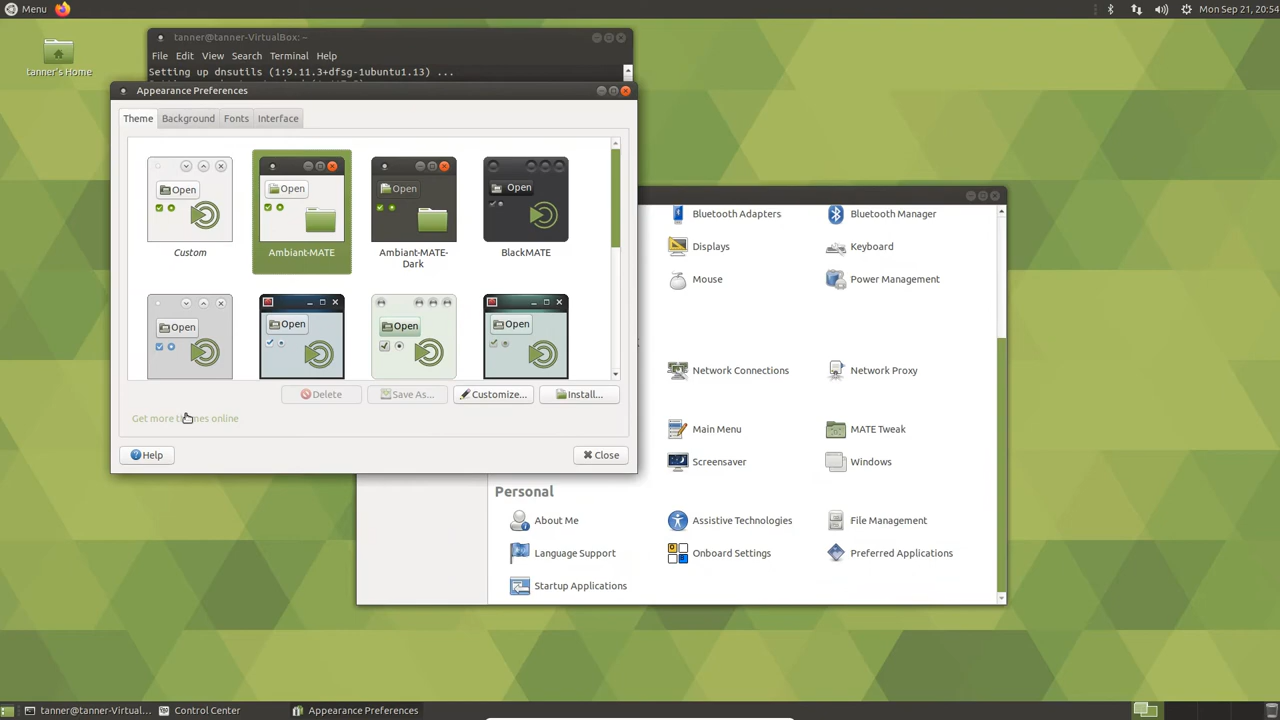 Menu
Mon Sep 21, 20:54
tanner's Home
tanner@tanner-VirtualBox: ~
File Edit View Search Terminal Help
Setting up dnsutils (1:9.11.3+dfsg-1ubuntu1.13) ...
Appearance Preferences
Theme Background Fonts Interface
Open Open Open Open
Custom Ambiant-MATE Ambiant-MATE-Dark BlackMATE
Open Open Open Open
Delete Save As... Customize... Install...
Get more themes online
Help Close
Bluetooth Adapters Bluetooth Manager
Displays Keyboard
Mouse Power Management
Network Connections Network Proxy
Main Menu MATE Tweak
Screensaver Windows
Personal
About Me Assistive Technologies File Management
Language Support Onboard Settings Preferred Applications
Startup Applications
tanner@tanner-Virtual... Control Center Appearance Preferences